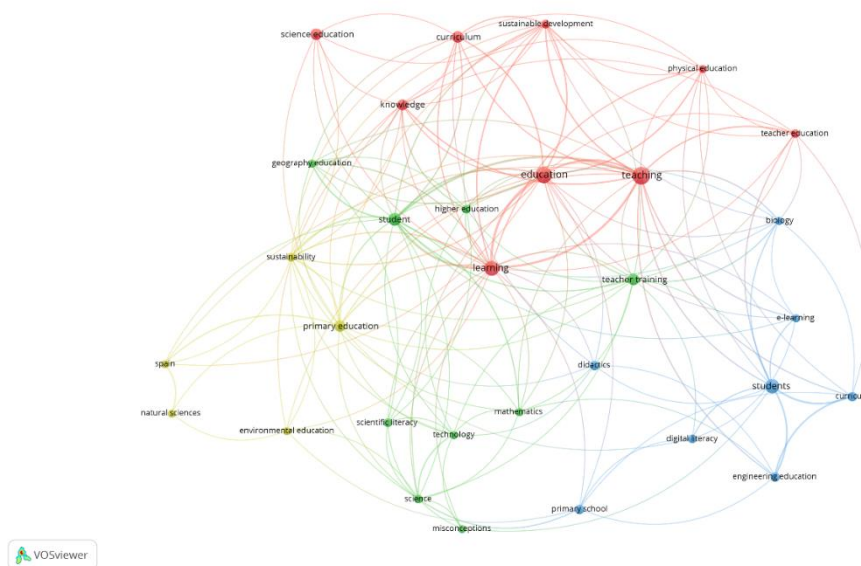 sustainable development
science education
curriculum
physical education
knowledge
teacher education
geography education
education
teaching
higher education
student
biology
sustainability
learning
teacher training
e-learning
primary education
spain
didactics
students
curricu
natural sciences
mathematics
environmental education
scientific literacy
technology
digital literacy
engineering education
science
primary school
misconceptions
VOSviewer